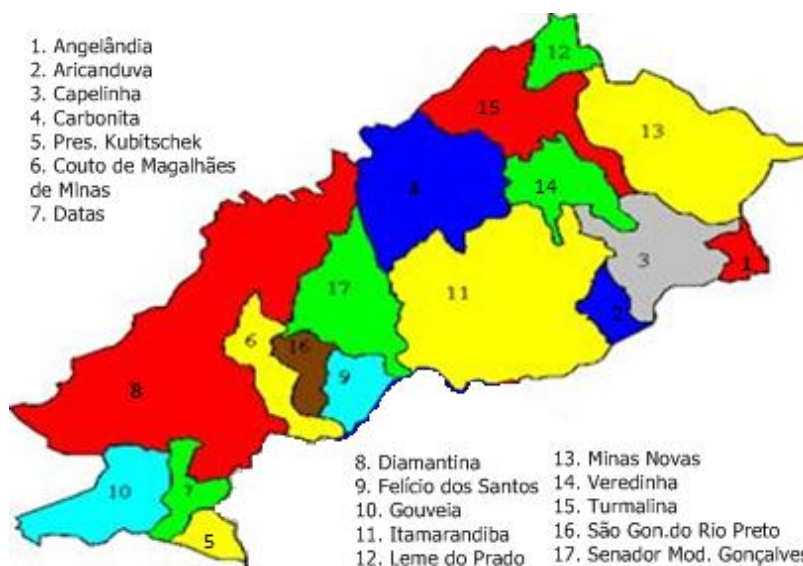 1. Angelândia
2. Aricanduva
3. Capelinha
4. Carbonita
5. Pres. Kubitschek
6. Couto de Magalhães
de Minas
7. Datas
12
15
13
4
14
3
1
17
11
2
6
16
9
8
10
7
5
8. Diamantina
9. Felício dos Santos
10. Gouveia
11. Itamarandiba
12. Leme do Prado
13. Minas Novas
14. Veredinha
15. Turmalina
16. São Gon.do Rio Preto
17. Senador Mod. Gonçalves